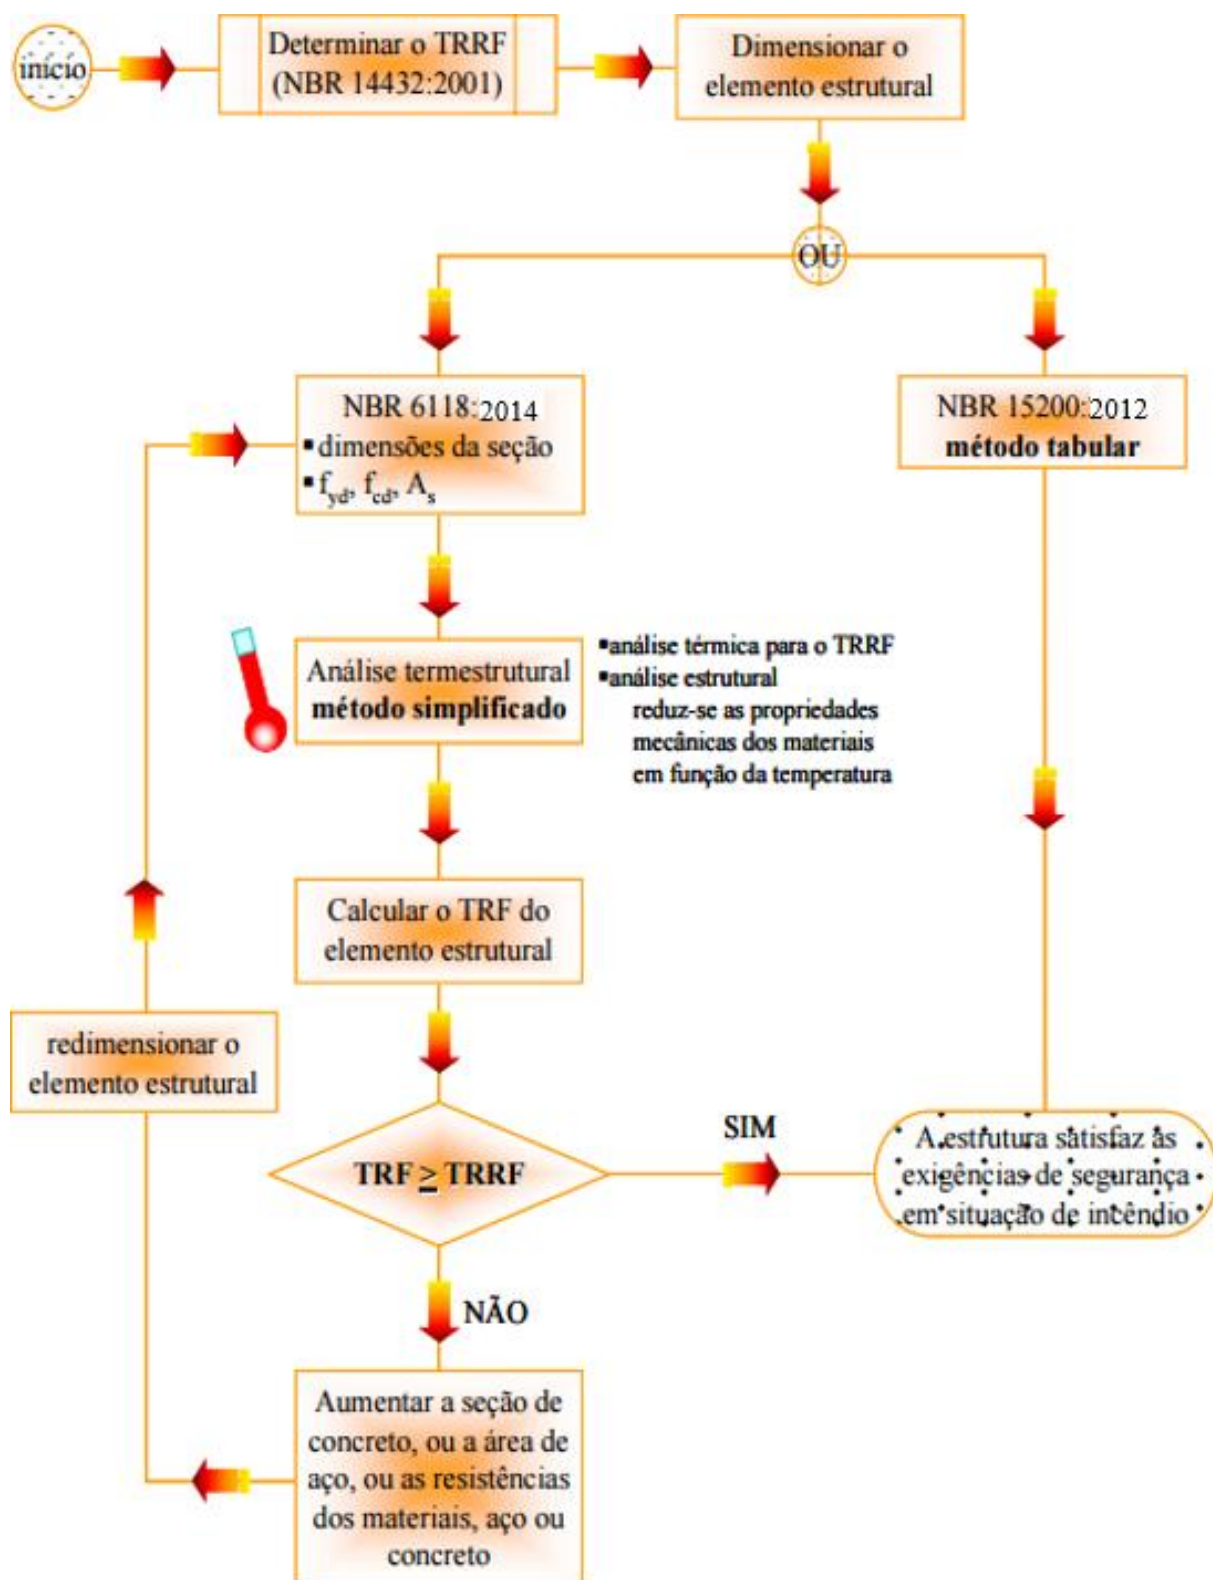 início
Determinar o TRRF
(NBR 14432:2001)
Dimensionar o
elemento estrutural
OU
NBR 6118:2014
▪dimensões da seção
▪fyd, fcd, As
NBR 15200:2012
método tabular
Análise termestrutural
método simplificado
▪análise térmica para o TRRF
▪análise estrutural
reduz-se as propriedades
mecânicas dos materiais
em função da temperatura
Calcular o TRF do
elemento estrutural
redimensionar o
elemento estrutural
TRF ≥ TRRF
SIM
A estrutura satisfaz às
exigências de segurança
em situação de incêndio
NÃO
Aumentar a seção de
concreto, ou a área de
aço, ou as resistências
dos materiais, aço ou
concreto